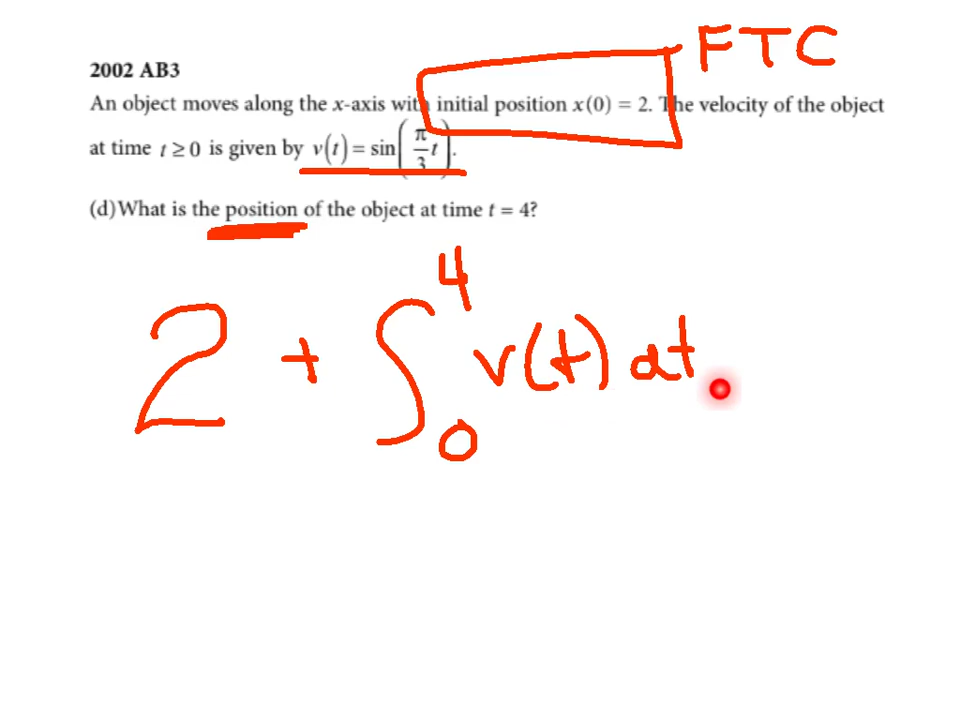 FTC
2002 AB3
An object moves along the x-axis with initial position x(0) = 2. The velocity of the object
at time t ≥ 0 is given by v(t) = sin(π/3 t).
(d)What is the position of the object at time t = 4?
2 + ∫₀⁴ v(t) dt